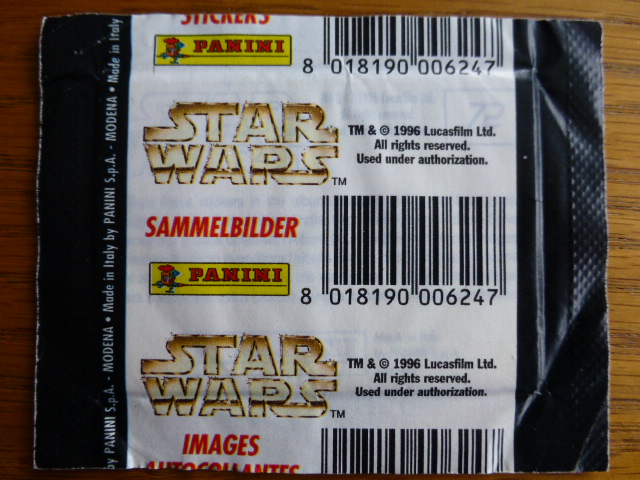 STICKERS
PANINI
8 018190 006247
STAR
WARS TM
TM & © 1996 Lucasfilm Ltd.
All rights reserved.
Used under authorization.
SAMMELBILDER
PANINI
8 018190 006247
STAR
WARS TM
TM & © 1996 Lucasfilm Ltd.
All rights reserved.
Used under authorization.
IMAGES
AUTOCOLLANTES
by PANINI S.p.A. - MODENA • Made in Italy by PANINI S.p.A. - MODENA • Made in Italy